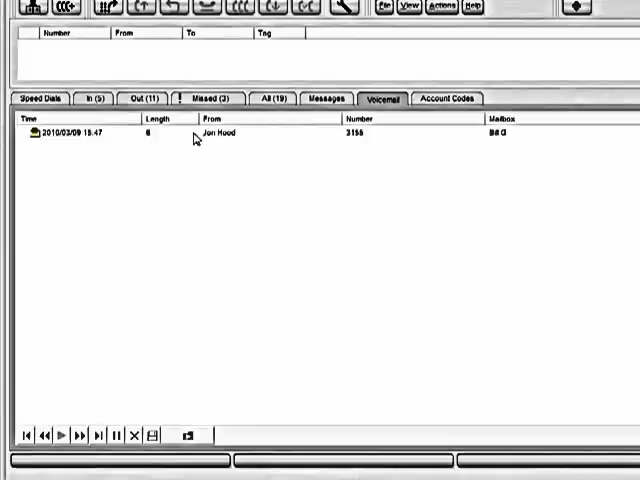 File View Actions Help
Number From To Tag
Speed Dials In (5) Out (11) ! Missed (3) All (19) Messages Voicemail Account Codes
Time Length From Number Mailbox
2010/03/09 15:47 6 Jon Hood 3155 Bill G